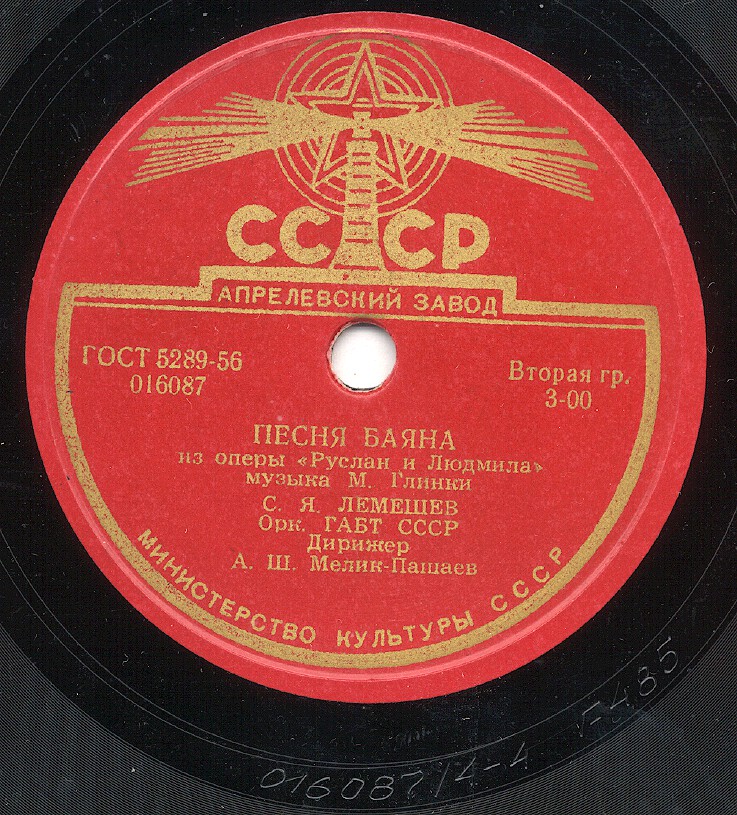 СССР
АПРЕЛЕВСКИЙ ЗАВОД
ГОСТ 5289-56
016087
Вторая гр.
3-00
ПЕСНЯ БАЯНА
из оперы «Руслан и Людмила»
музыка М. Глинки
С. Я. ЛЕМЕШЕВ
Орк. ГАБТ СССР
Дирижер
А. Ш. Мелик-Пашаев
МИНИСТЕРСТВО КУЛЬТУРЫ СССР
016087/4-4